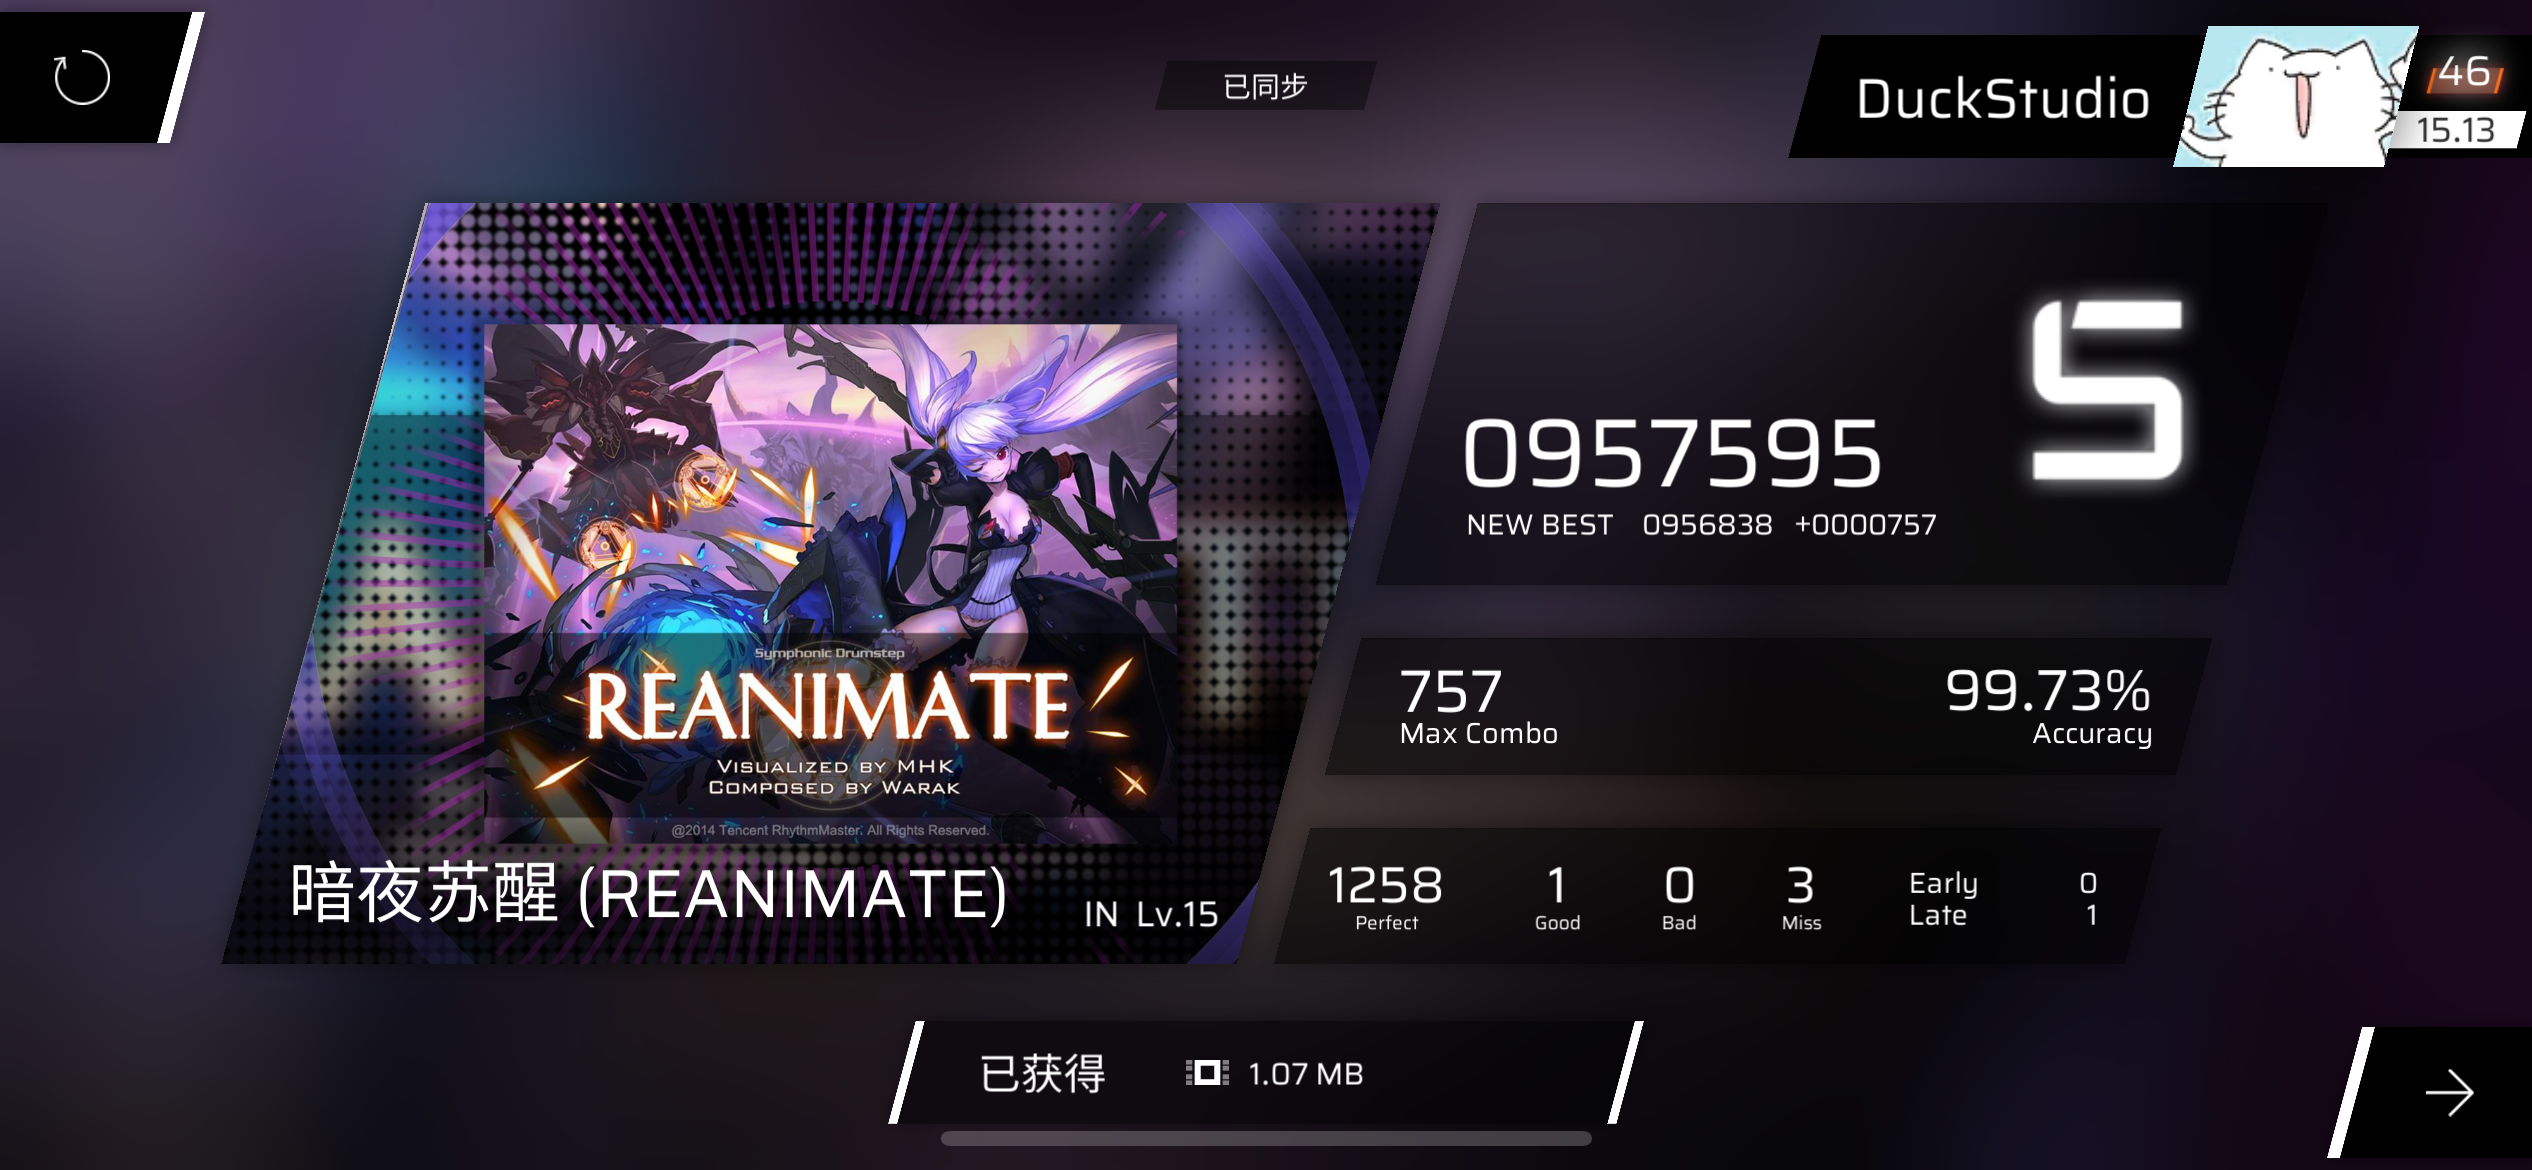 已同步
DuckStudio
46
15.13
Symphonic Drumstep
REANIMATE
VISUALIZED BY MHK
COMPOSED BY WARAK
@2014 Tencent RhythmMaster. All Rights Reserved.
暗夜苏醒 (REANIMATE)
IN Lv.15
S
0957595
NEW BEST 0956838 +0000757
757
Max Combo
99.73%
Accuracy
1258
Perfect
1
Good
0
Bad
3
Miss
Early 0
Late 1
已获得 1.07 MB